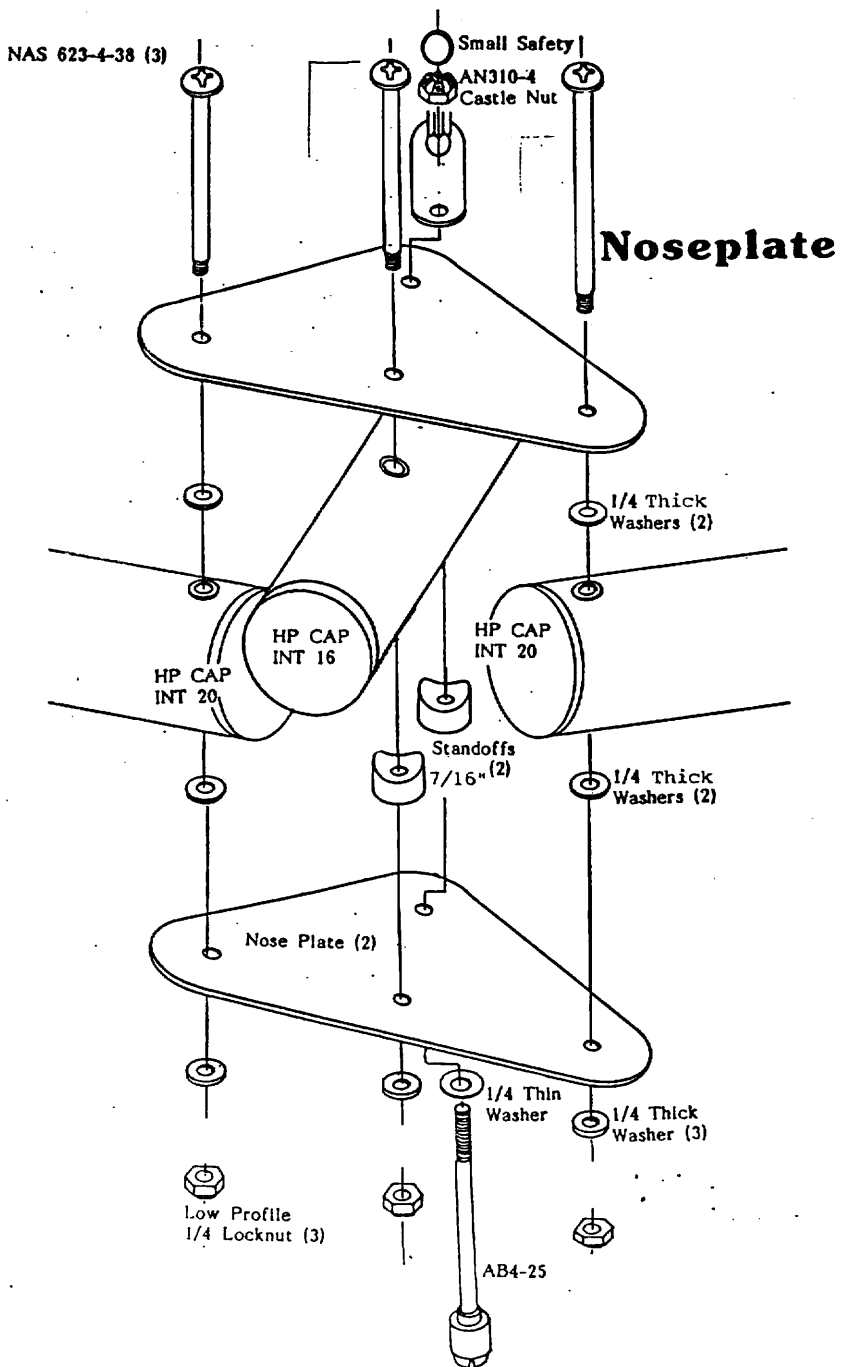 NAS 623-4-38 (3)
Small Safety
AN310-4
Castle Nut
Noseplate
1/4 Thick
Washers (2)
HP CAP
INT 16
HP CAP
INT 20
HP CAP
INT 20
Standoffs
7/16" (2)
1/4 Thick
Washers (2)
Nose Plate (2)
1/4 Thin
Washer
1/4 Thick
Washer (3)
Low Profile
1/4 Locknut (3)
AB4-25